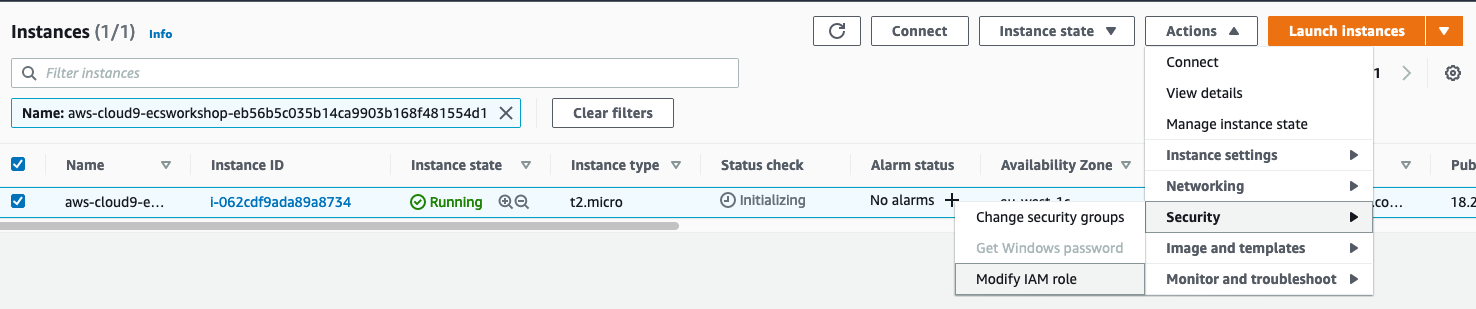 Instances (1/1) Info Connect Instance state Actions Launch instances
Filter instances 1
Name: aws-cloud9-ecsworkshop-eb56b5c035b14ca9903b168f481554d1 Clear filters
Name Instance ID Instance state Instance type Status check Alarm status Availability Zone Pub
aws-cloud9-e... i-062cdf9ada89a8734 Running t2.micro Initializing No alarms .co... 18.2
Connect
View details
Manage instance state
Instance settings
Networking
Security
Image and templates
Monitor and troubleshoot
Change security groups
Get Windows password
Modify IAM role